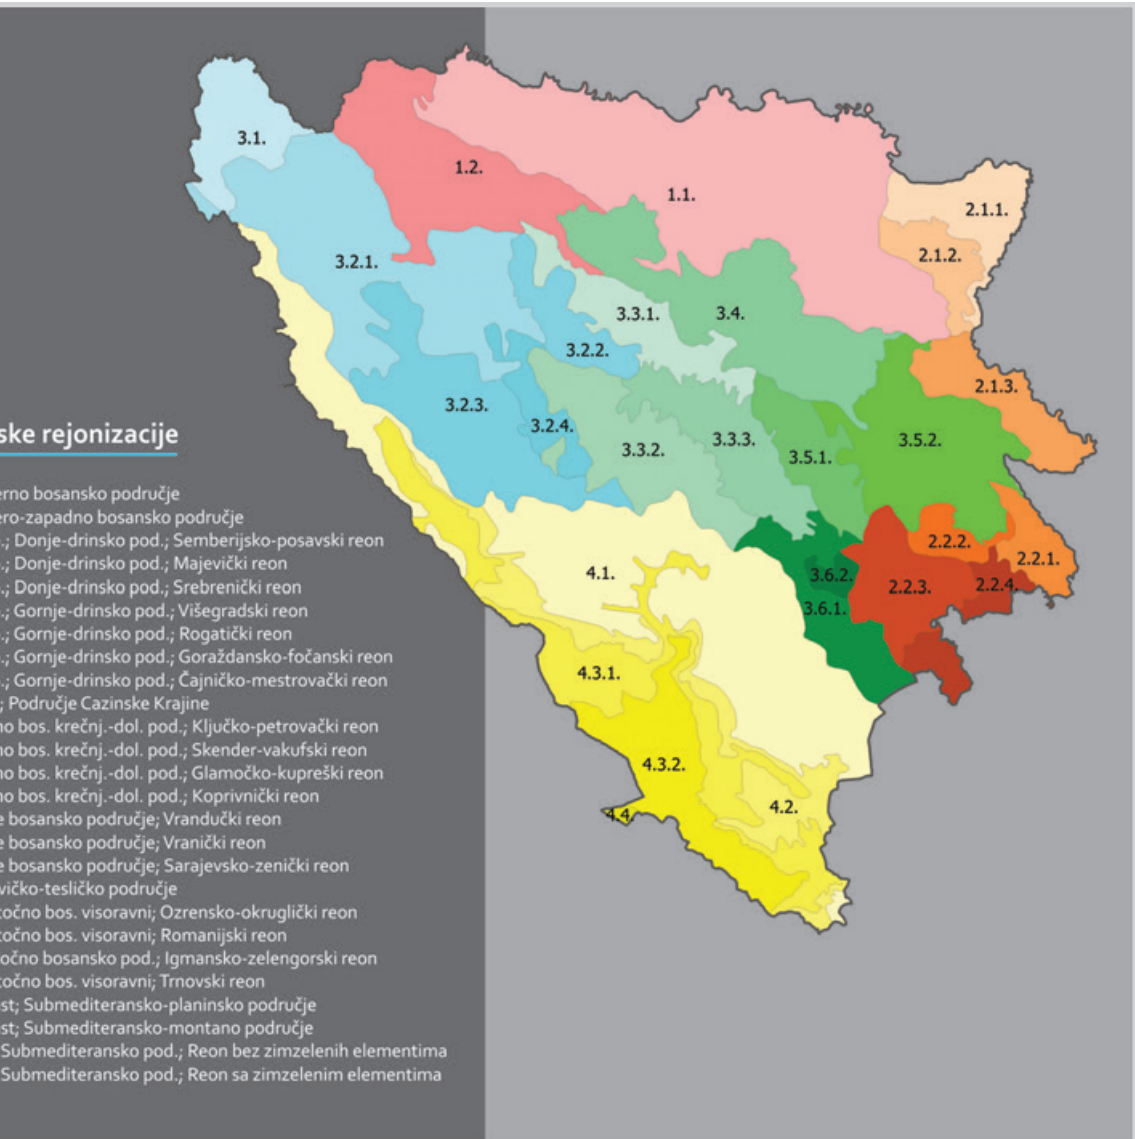 3.1.
1.2.
1.1.
2.1.1.
2.1.2.
3.2.1.
3.3.1.
3.4.
3.2.2.
2.1.3.
3.2.3.
3.2.4.
3.3.2.
3.3.3.
3.5.1.
3.5.2.
2.2.2.
2.2.1.
4.1.
3.6.2.
2.2.3.
2.2.4.
3.6.1.
4.3.1.
4.3.2.
4.2.
4.4.
ske rejonizacije
erno bosansko područje
ero-zapadno bosansko područje
.; Donje-drinsko pod.; Semberijsko-posavski reon
.; Donje-drinsko pod.; Majevički reon
.; Donje-drinsko pod.; Srebrenički reon
.; Gornje-drinsko pod.; Višegradski reon
.; Gornje-drinsko pod.; Rogatički reon
.; Gornje-drinsko pod.; Goraždansko-fočanski reon
.; Gornje-drinsko pod.; Čajničko-mestrovački reon
; Područje Cazinske Krajine
no bos. krečnj.-dol. pod.; Ključko-petrovački reon
no bos. krečnj.-dol. pod.; Skender-vakufski reon
no bos. krečnj.-dol. pod.; Glamočko-kupreški reon
no bos. krečnj.-dol. pod.; Koprivnički reon
e bosansko područje; Vrandučki reon
e bosansko područje; Vranički reon
e bosansko područje; Sarajevsko-zenički reon
vičko-tesličko područje
točno bos. visoravni; Ozrensko-okruglički reon
točno bos. visoravni; Romanijski reon
točno bosansko pod.; Igmansko-zelengorski reon
točno bos. visoravni; Trnovski reon
st; Submediteransko-planinsko područje
st; Submediteransko-montano područje
Submediteransko pod.; Reon bez zimzelenih elementima
Submediteransko pod.; Reon sa zimzelenim elementima